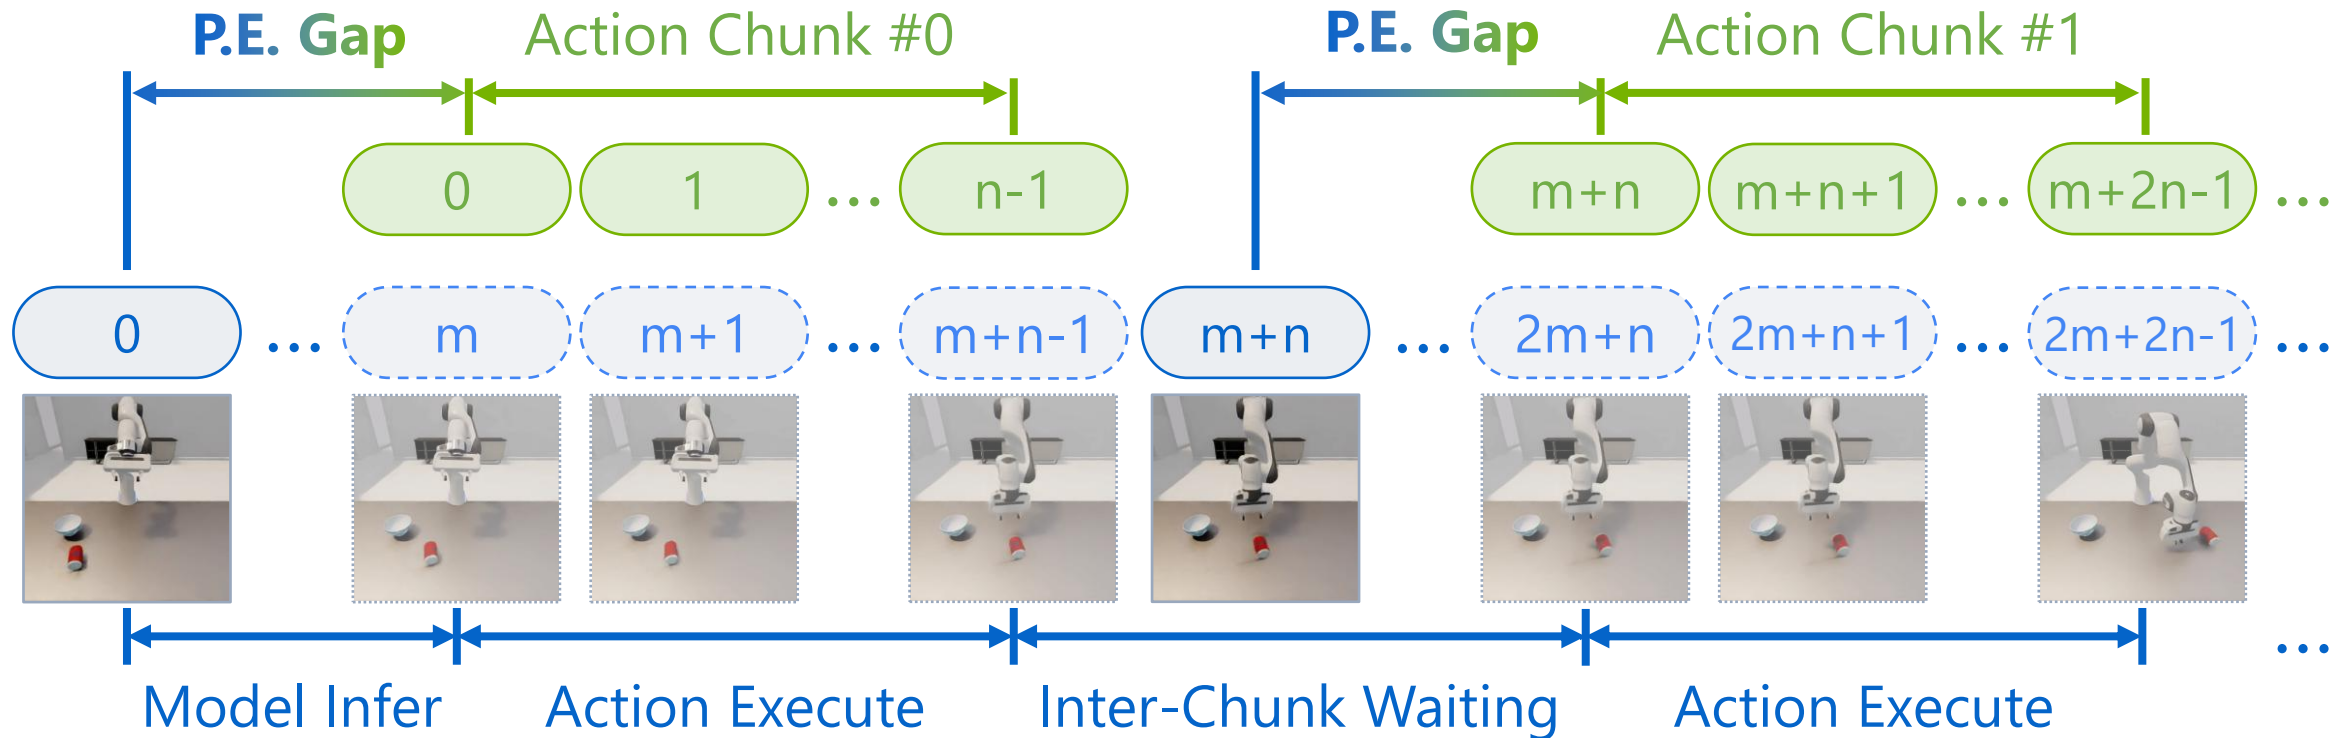 P.E. Gap Action Chunk #0 P.E. Gap Action Chunk #1
0 1 ... n-1 m+n m+n+1 ... m+2n-1 ...
0 ... m m+1 ... m+n-1 m+n ... 2m+n 2m+n+1 ... 2m+2n-1 ...
...
Model Infer Action Execute Inter-Chunk Waiting Action Execute